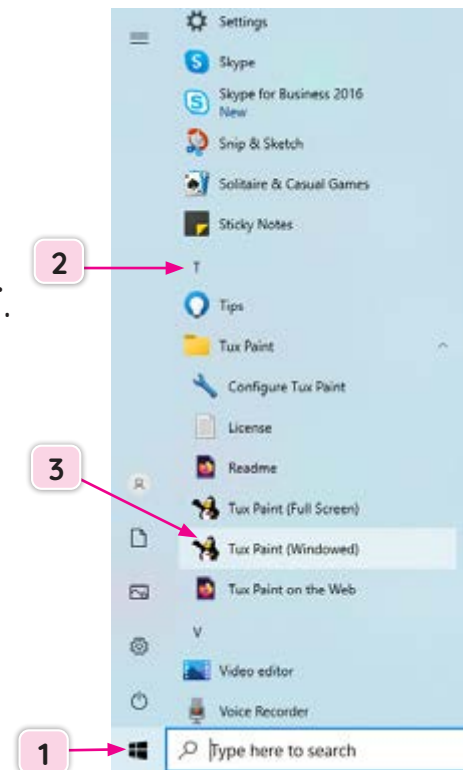 Settings
Skype
Skype for Business 2016
New
Snip & Sketch
Solitaire & Casual Games
Sticky Notes
2
T
.
Tips
Tux Paint
Configure Tux Paint
License
3
Readme
Tux Paint (Full Screen)
Tux Paint (Windowed)
Tux Paint on the Web
V
Video editor
Voice Recorder
1
Type here to search